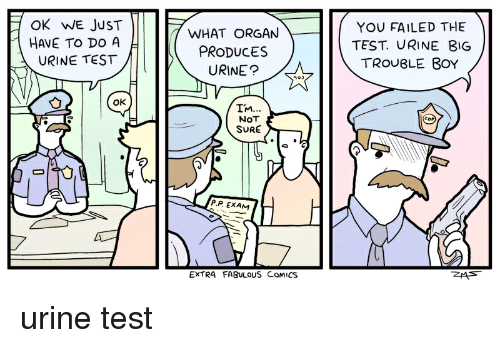 OK WE JUST
HAVE TO DO A
URINE TEST
OK
WHAT ORGAN
PRODUCES
URINE?
I'M...
NOT
SURE
P.P. EXAM
YOU FAILED THE
TEST. URINE BIG
TROUBLE BOY
COP
EXTRA FABULOUS COMICS
ZMS
urine test